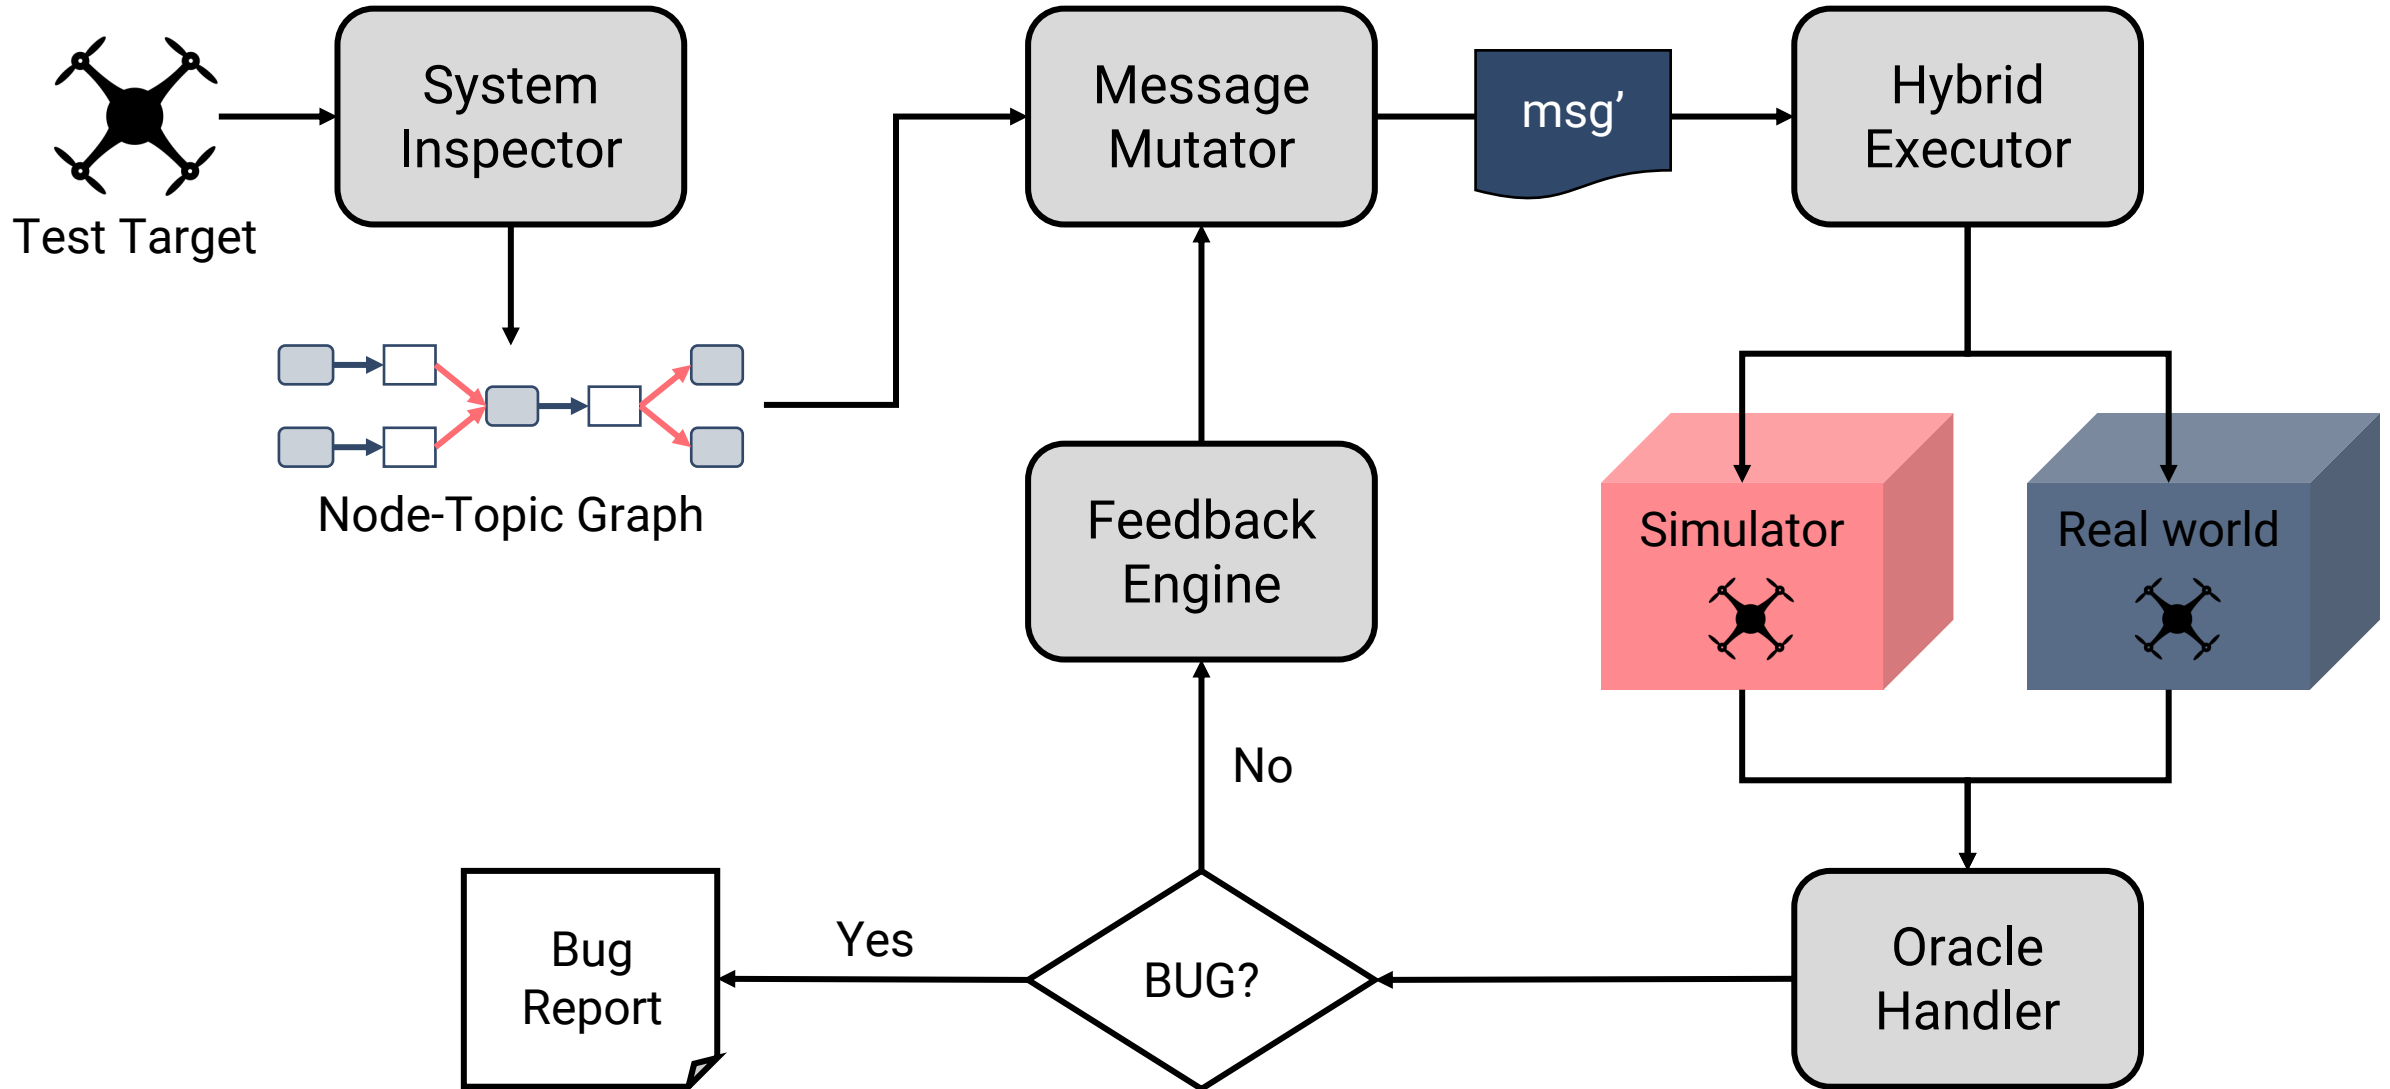 System
Inspector
Test Target
Node-Topic Graph
Message
Mutator
msg’
Hybrid
Executor
Feedback
Engine
Simulator
Real world
No
Yes
Bug
Report
BUG?
Oracle
Handler